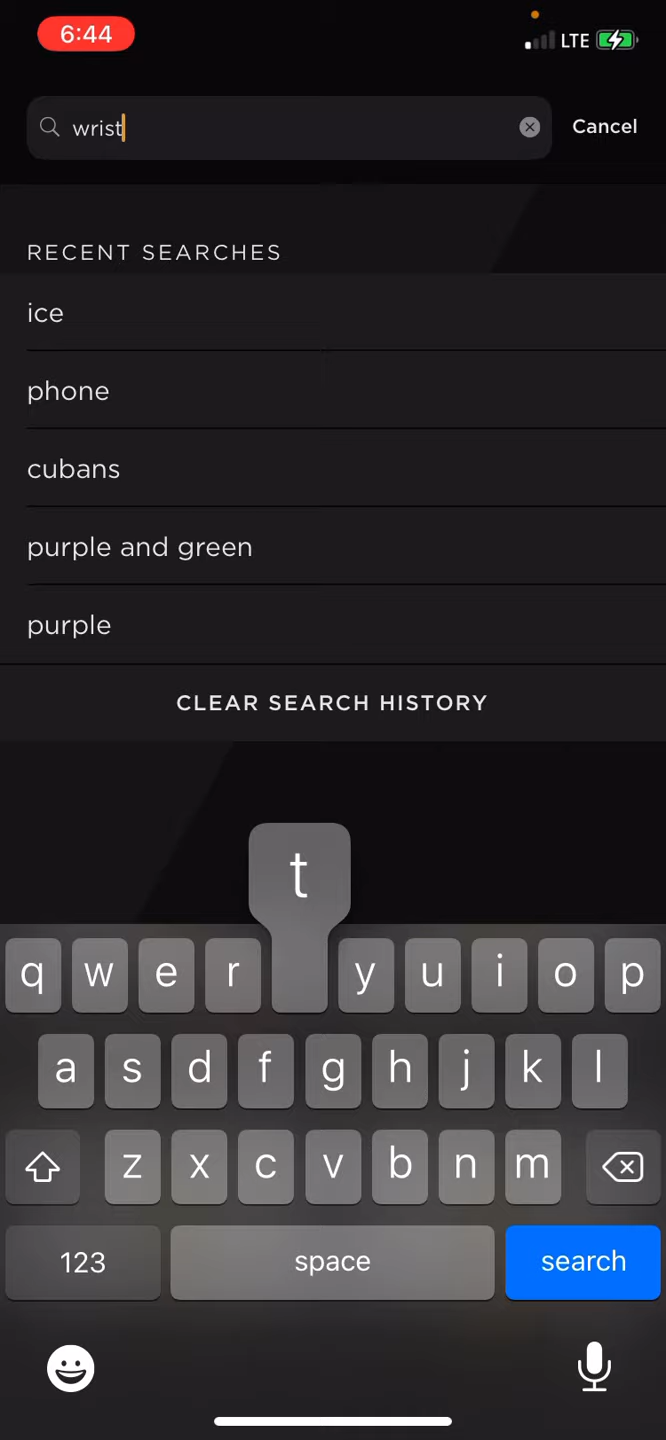 6:44 LTE
wrist Cancel
RECENT SEARCHES
ice
phone
cubans
purple and green
purple
CLEAR SEARCH HISTORY
t
q w e r y u i o p
a s d f g h j k l
z x c v b n m
123 space search